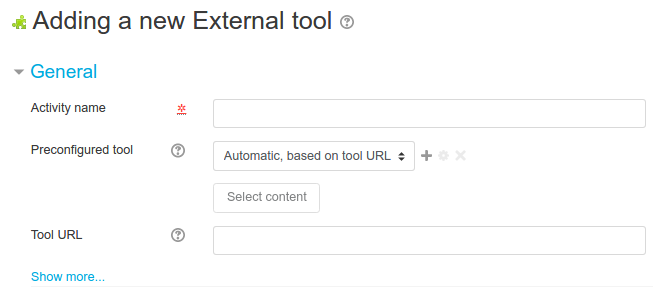 Adding a new External tool
General
Activity name
Preconfigured tool
Automatic, based on tool URL
Select content
Tool URL
Show more...